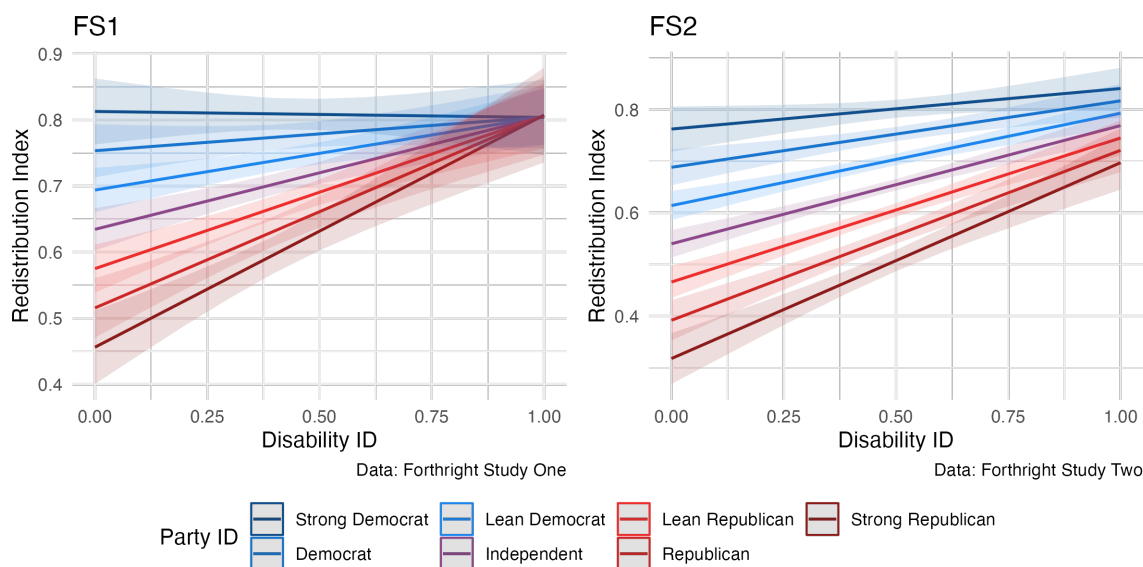 FS1
FS2
0.9
0.8
0.7
0.6
0.5
0.4
Redistribution Index
0.00 0.25 0.50 0.75 1.00
Disability ID
Data: Forthright Study One
0.8
0.6
0.4
Redistribution Index
0.00 0.25 0.50 0.75 1.00
Disability ID
Data: Forthright Study Two
Party ID
Strong Democrat Lean Democrat Lean Republican Strong Republican
Democrat Independent Republican